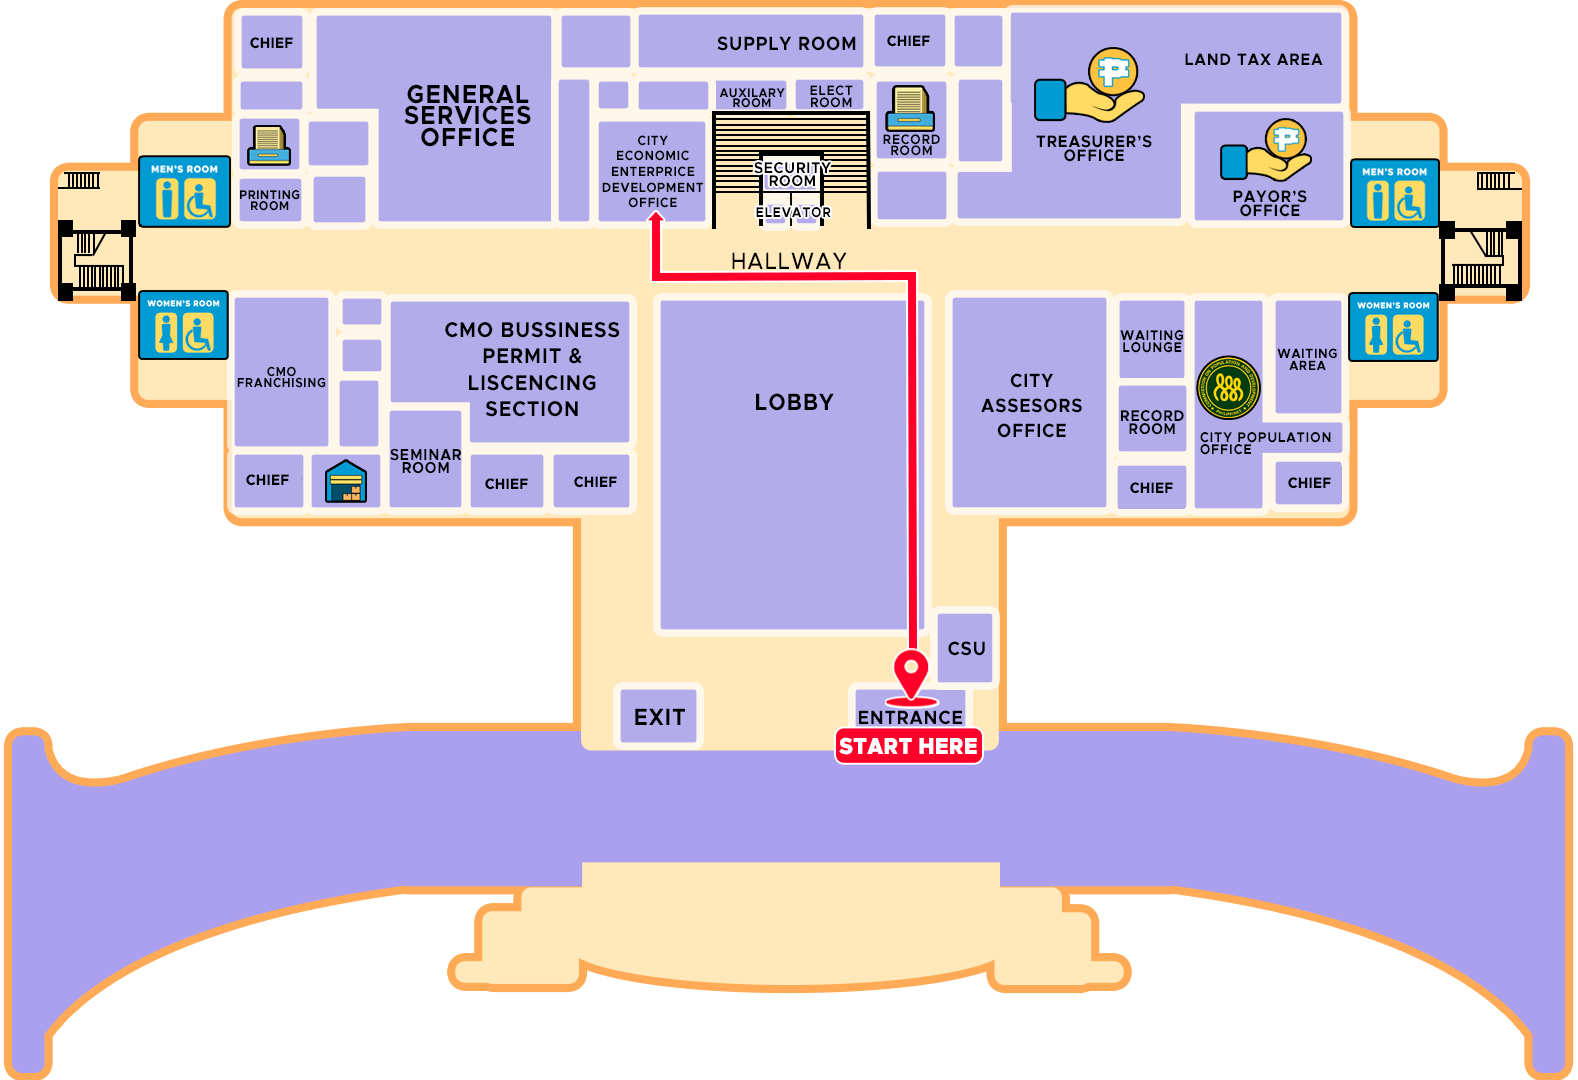 CHIEF
GENERAL
SERVICES
OFFICE
SUPPLY ROOM
CHIEF
LAND TAX AREA
AUXILARY
ROOM
ELECT
ROOM
CITY
ECONOMIC
ENTERPRICE
DEVELOPMENT
OFFICE
SECURITY
ROOM
ELEVATOR
RECORD
ROOM
TREASURER'S
OFFICE
PAYOR'S
OFFICE
MEN'S ROOM
PRINTING
ROOM
MEN'S ROOM
HALLWAY
WOMEN'S ROOM
CMO
FRANCHISING
CMO BUSSINESS
PERMIT &
LISCENCING
SECTION
LOBBY
CITY
ASSESORS
OFFICE
WAITING
LOUNGE
WAITING
AREA
WOMEN'S ROOM
RECORD
ROOM
CITY POPULATION
OFFICE
CHIEF
SEMINAR
ROOM
CHIEF
CHIEF
CHIEF
CHIEF
CSU
EXIT
ENTRANCE
START HERE